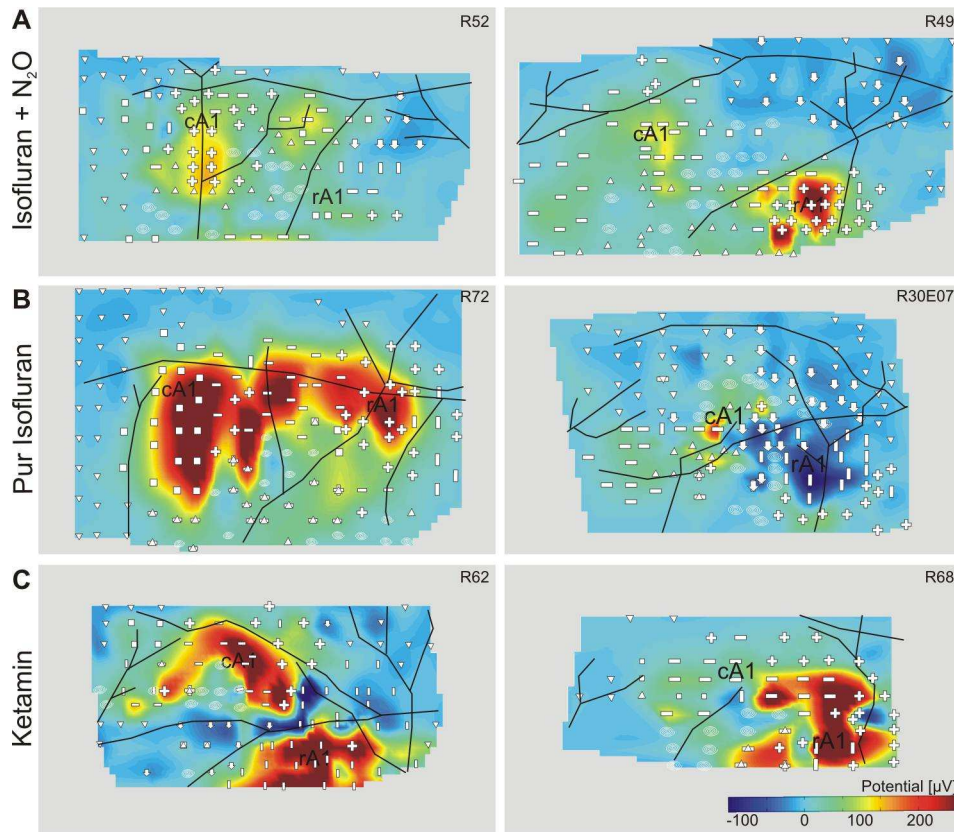 A
Isofluran + N₂O
R52
cA1
rA1
R49
cA1
rA1
B
Pur Isofluran
R72
cA1
rA1
R30E07
cA1
rA1
C
Ketamin
R62
cA1
rA1
R68
cA1
rA1
Potential [µV]
-100 0 100 200